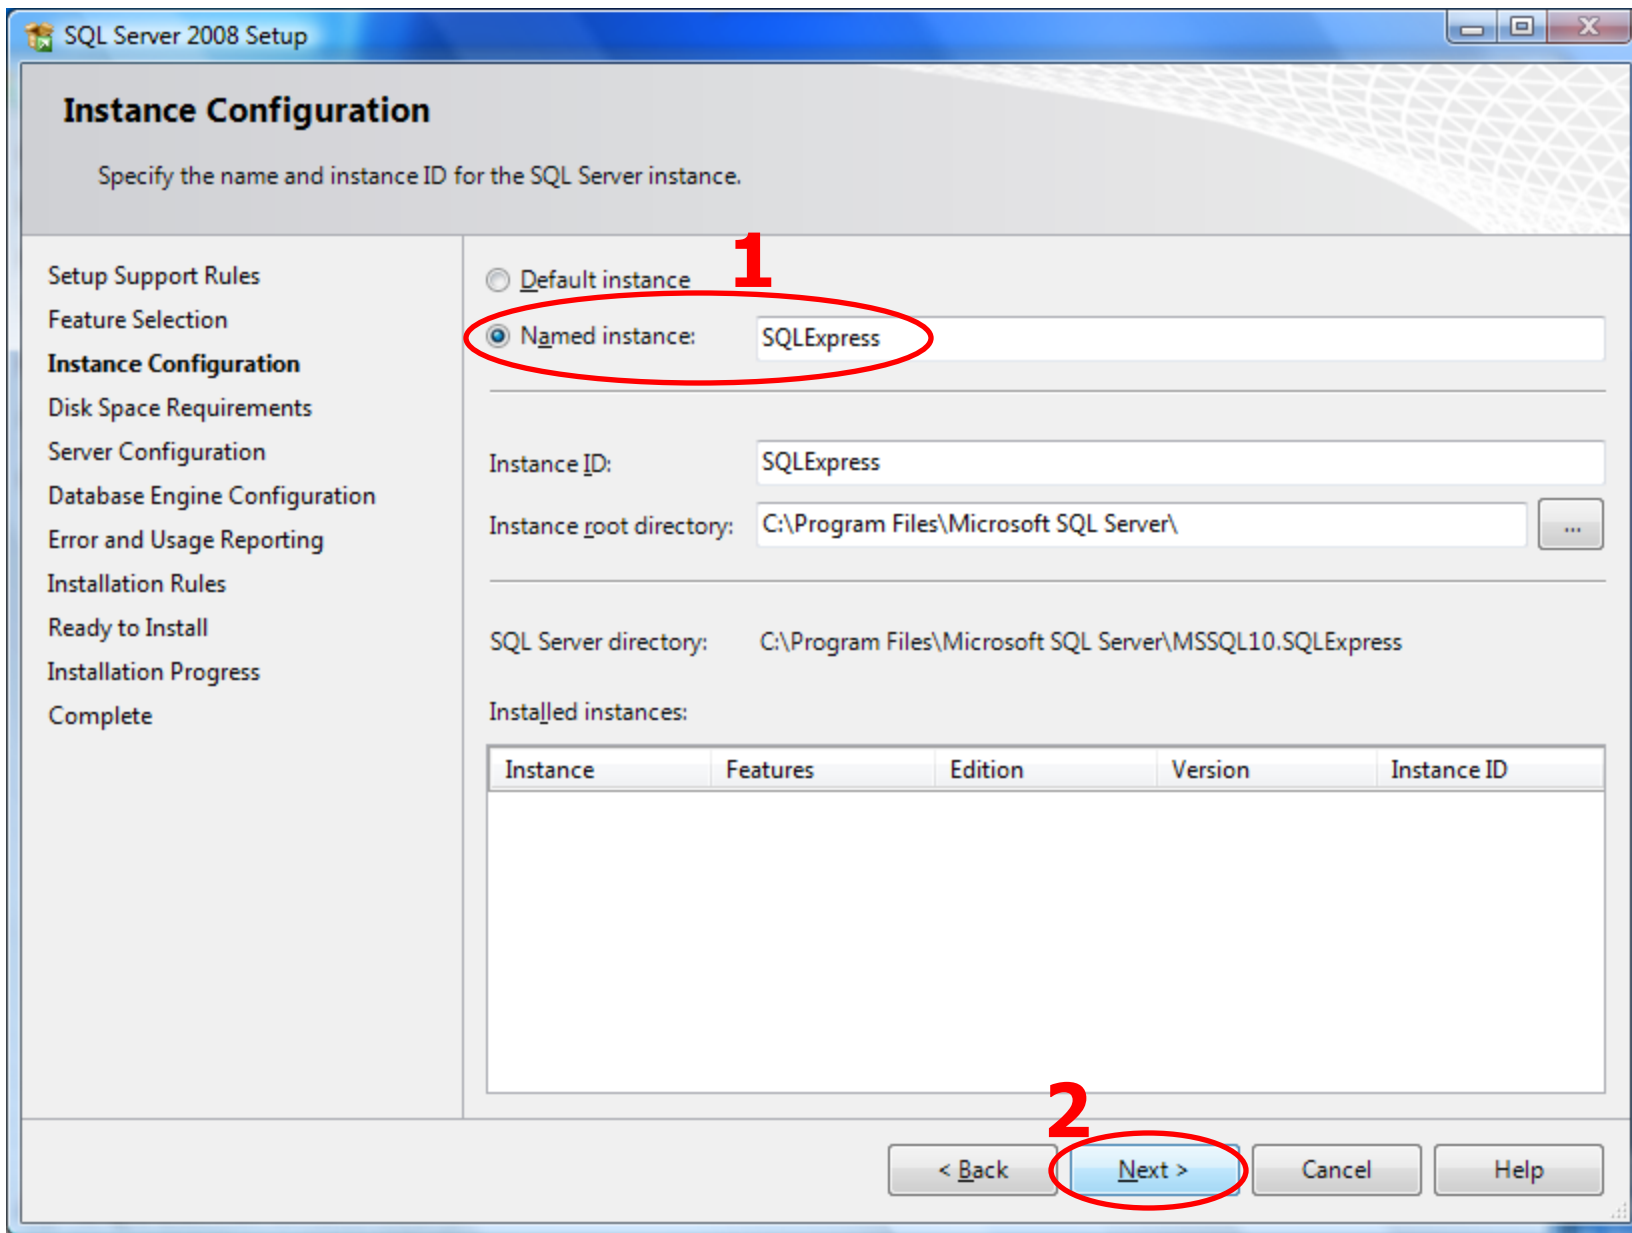 SQL Server 2008 Setup
Instance Configuration
Specify the name and instance ID for the SQL Server instance.
Setup Support Rules
Feature Selection
Instance Configuration
Disk Space Requirements
Server Configuration
Database Engine Configuration
Error and Usage Reporting
Installation Rules
Ready to Install
Installation Progress
Complete
1
Default instance
Named instance: SQLExpress
Instance ID: SQLExpress
Instance root directory: C:\Program Files\Microsoft SQL Server\ ...
SQL Server directory: C:\Program Files\Microsoft SQL Server\MSSQL10.SQLExpress
Installed instances:
Instance Features Edition Version Instance ID
2
< Back Next > Cancel Help